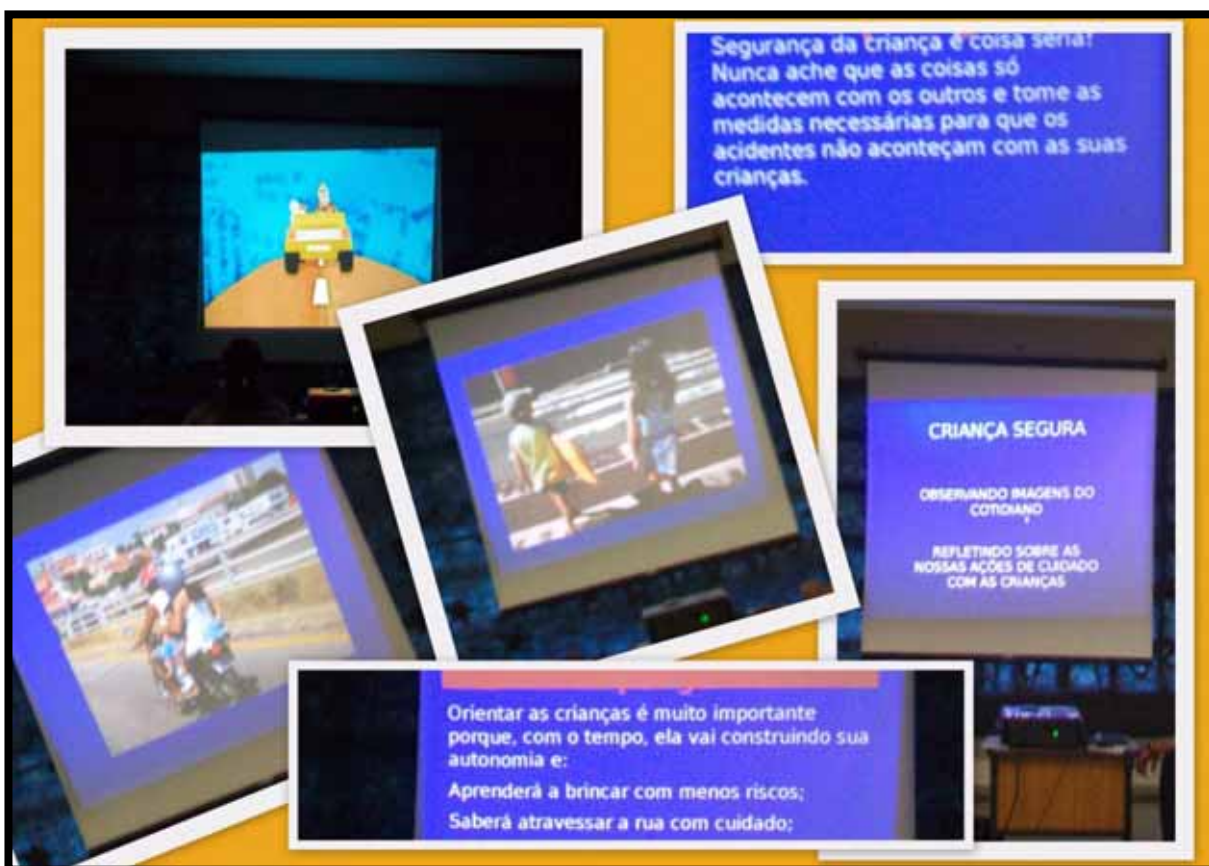 Segurança da criança é coisa séria!
Nunca ache que as coisas só
acontecem com os outros e tome as
medidas necessárias para que os
acidentes não aconteçam com as suas
crianças.
CRIANÇA SEGURA
OBSERVANDO IMAGENS DO
COTIDIANO
REFLETINDO SOBRE AS
NOSSAS AÇÕES DE CUIDADO
COM AS CRIANÇAS
Orientar as crianças é muito importante
porque, com o tempo, ela vai construindo sua
autonomia e:
Aprenderá a brincar com menos riscos;
Saberá atravessar a rua com cuidado;